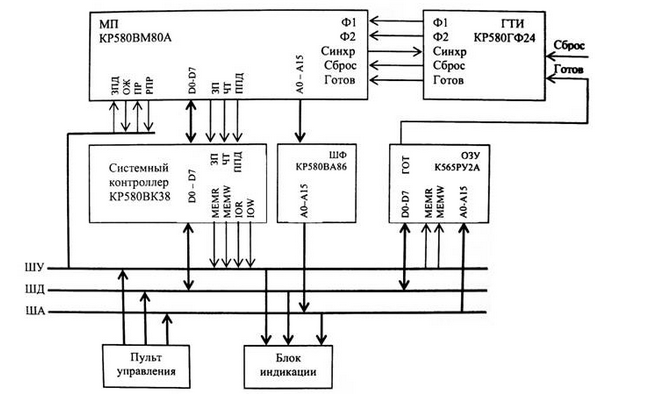 МП
КР580ВМ80А
Ф1
Ф2
Синхр
Сброс
Готов
ЗПД
ОЖ
ПР
РПР
D0-D7
ЗП
ЧТ
ППД
A0 – A15
Ф1
Ф2
Синхр
Сброс
Готов
ГТИ
КР580ГФ24
Сброс
Готов
Системный
контроллер
КР580ВК38
D0 – D7
ЗП
ЧТ
ППД
MEMR
MEMW
IOR
IOW
ШФ
КР580ВА86
A0 – A15
ОЗУ
К565РУ2А
ГОТ
D0-D7
MEMR
MEMW
A0-A15
ШУ
ШД
ША
Пульт
управления
Блок
индикации